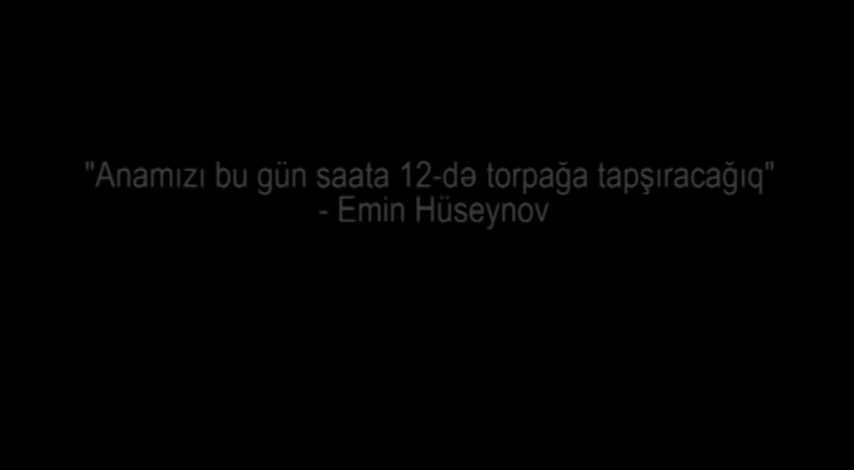 "Anamızı bu gün saata 12-də torpağa tapşıracağıq"
- Emin Hüseynov